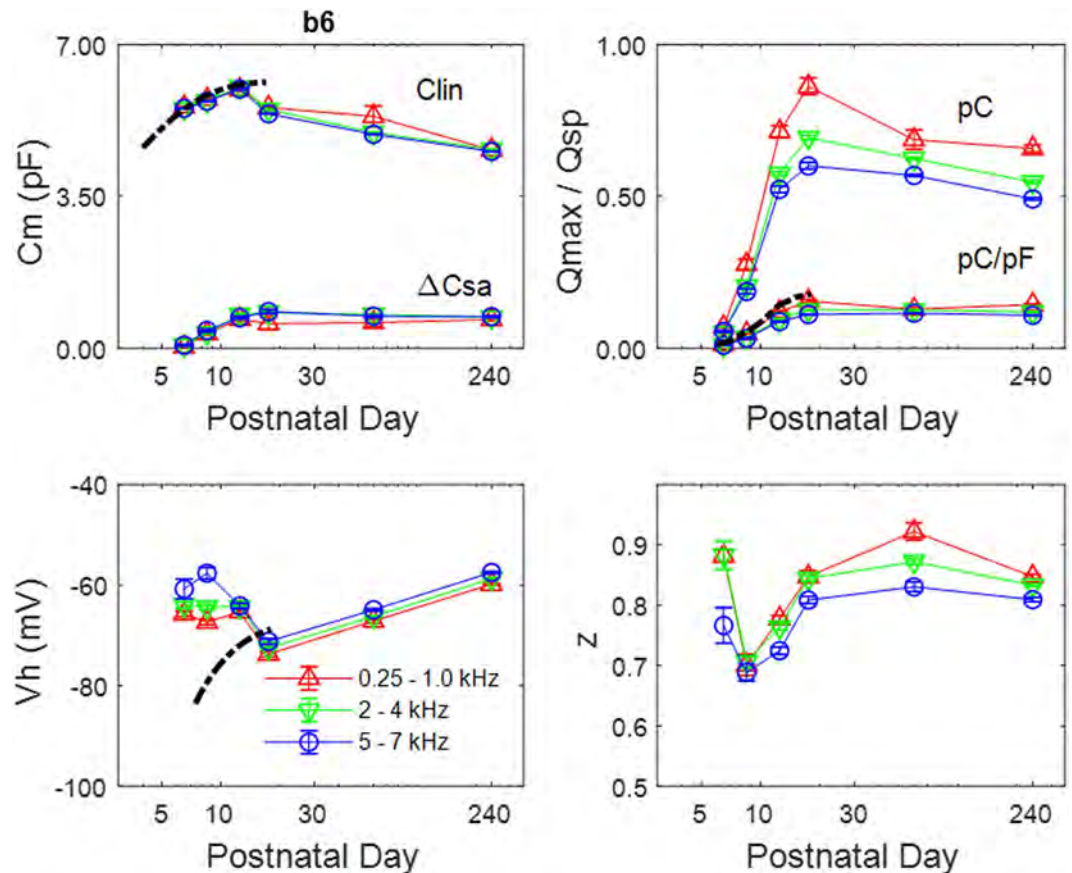 b6
7.00
3.50
0.00
Cm (pF)
Clin
ΔCsa
5
10
30
240
Postnatal Day
1.00
0.50
0.00
Qmax / Qsp
pC
pC/pF
5
10
30
240
Postnatal Day
-40
-60
-80
-100
Vh (mV)
0.25 - 1.0 kHz
2 - 4 kHz
5 - 7 kHz
5
10
30
240
Postnatal Day
0.9
0.8
0.7
0.6
0.5
z
5
10
30
240
Postnatal Day